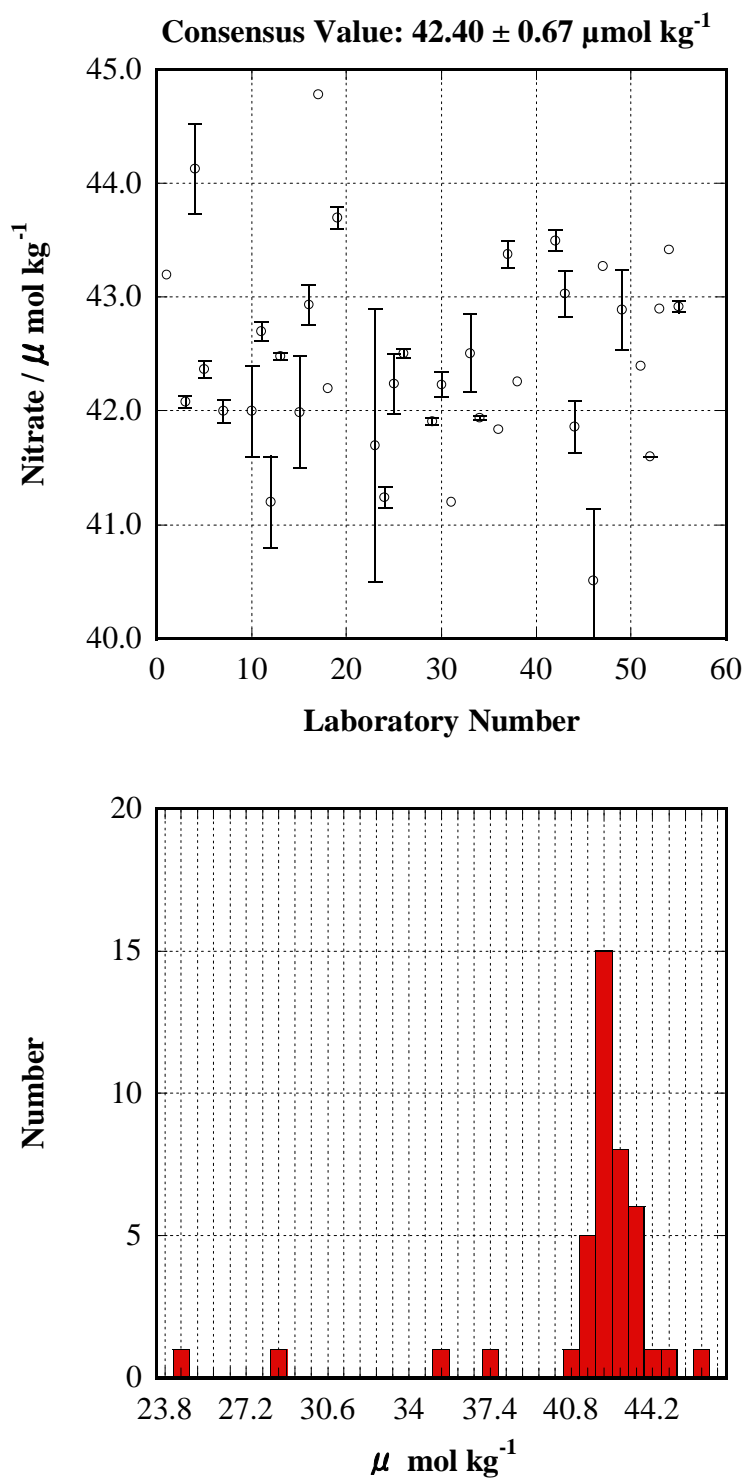 Consensus Value: 42.40 ± 0.67 µmol kg-1
45.0
44.0
43.0
42.0
41.0
40.0
Nitrate / μ mol kg-1
0 10 20 30 40 50 60
Laboratory Number
20
15
10
5
0
Number
23.8 27.2 30.6 34 37.4 40.8 44.2
μ mol kg-1